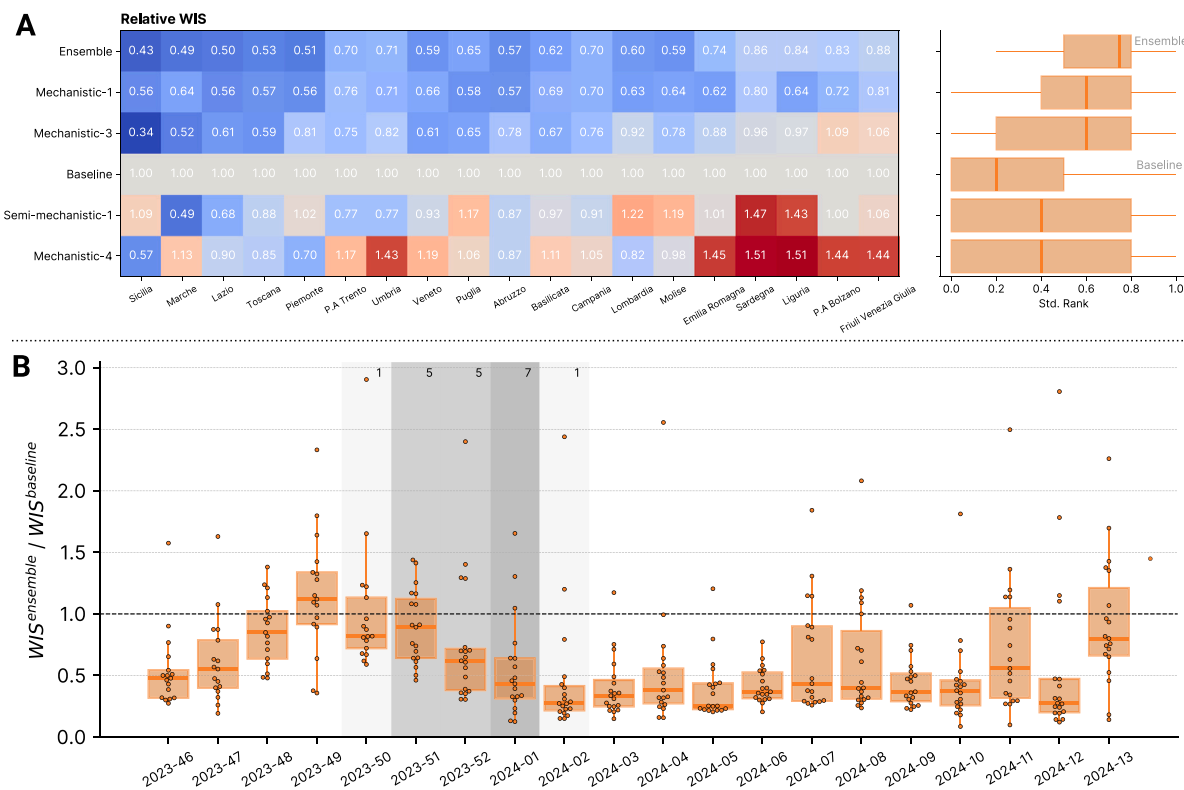 A
Relative WIS
Ensemble 0.43 0.49 0.50 0.53 0.51 0.70 0.71 0.59 0.65 0.57 0.62 0.70 0.60 0.59 0.74 0.86 0.84 0.83 0.88
Mechanistic-1 0.56 0.64 0.56 0.57 0.56 0.76 0.71 0.66 0.58 0.57 0.69 0.70 0.63 0.64 0.62 0.80 0.64 0.72 0.81
Mechanistic-3 0.34 0.52 0.61 0.59 0.81 0.75 0.82 0.61 0.65 0.78 0.67 0.76 0.92 0.78 0.88 0.96 0.97 1.09 1.06
Baseline 1.00 1.00 1.00 1.00 1.00 1.00 1.00 1.00 1.00 1.00 1.00 1.00 1.00 1.00 1.00 1.00 1.00 1.00 1.00
Semi-mechanistic-1 1.09 0.49 0.68 0.88 1.02 0.77 0.77 0.93 1.17 0.87 0.97 0.91 1.22 1.19 1.01 1.47 1.43 1.00 1.06
Mechanistic-4 0.57 1.13 0.90 0.85 0.70 1.17 1.43 1.19 1.06 0.87 1.11 1.05 0.82 0.98 1.45 1.51 1.51 1.44 1.44
Sicilia Marche Lazio Toscana Piemonte P.A Trento Umbria Veneto Puglia Abruzzo Basilicata Campania Lombardia Molise Emilia Romagna Sardegna Liguria P.A Bolzano Friuli Venezia Giulia
Ensemble
Baseline
0.0 0.2 0.4 0.6 0.8 1.0
Std. Rank
B
WIS^ensemble / WIS^baseline
3.0
2.5
2.0
1.5
1.0
0.5
0.0
1 5 5 7 1
2023-46 2023-47 2023-48 2023-49 2023-50 2023-51 2023-52 2024-01 2024-02 2024-03 2024-04 2024-05 2024-06 2024-07 2024-08 2024-09 2024-10 2024-11 2024-12 2024-13